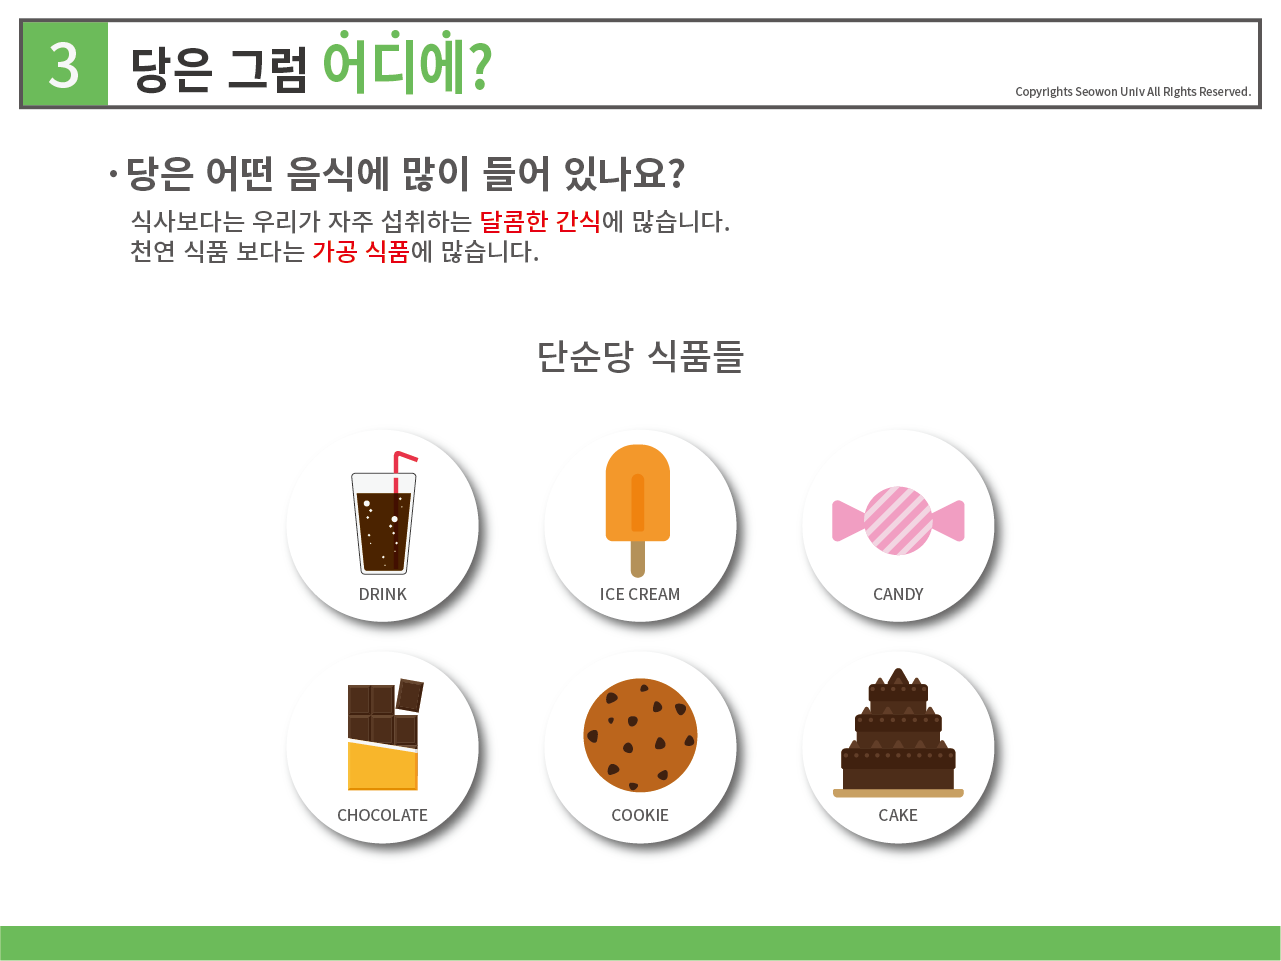 3
당은 그럼 어디에?
Copyrights Seowon Univ All Rights Reserved.
· 당은 어떤 음식에 많이 들어 있나요?
식사보다는 우리가 자주 섭취하는 달콤한 간식에 많습니다.
천연 식품 보다는 가공 식품에 많습니다.
단순당 식품들
DRINK
ICE CREAM
CANDY
CHOCOLATE
COOKIE
CAKE